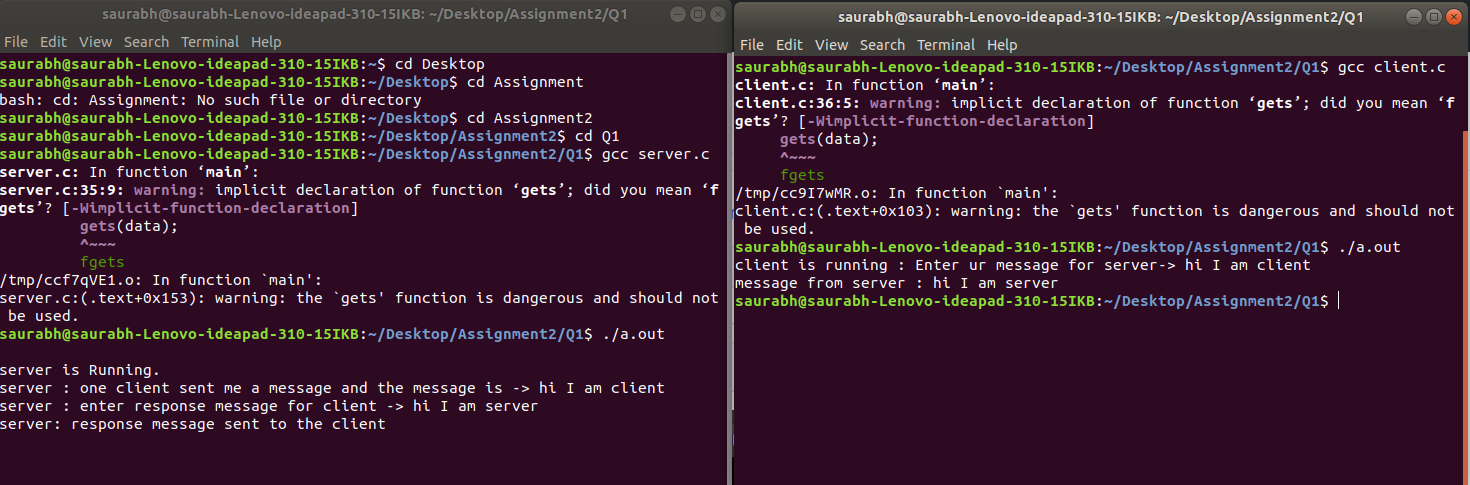 saurabh@saurabh-Lenovo-ideapad-310-15IKB: ~/Desktop/Assignment2/Q1
File Edit View Search Terminal Help
saurabh@saurabh-Lenovo-ideapad-310-15IKB:~$ cd Desktop
saurabh@saurabh-Lenovo-ideapad-310-15IKB:~/Desktop$ cd Assignment
bash: cd: Assignment: No such file or directory
saurabh@saurabh-Lenovo-ideapad-310-15IKB:~/Desktop$ cd Assignment2
saurabh@saurabh-Lenovo-ideapad-310-15IKB:~/Desktop/Assignment2$ cd Q1
saurabh@saurabh-Lenovo-ideapad-310-15IKB:~/Desktop/Assignment2/Q1$ gcc server.c
server.c: In function ‘main’:
server.c:35:9: warning: implicit declaration of function ‘gets’; did you mean ‘f
gets’? [-Wimplicit-function-declaration]
gets(data);
^~~~
fgets
/tmp/ccf7qVE1.o: In function `main':
server.c:(.text+0x153): warning: the `gets' function is dangerous and should not
be used.
saurabh@saurabh-Lenovo-ideapad-310-15IKB:~/Desktop/Assignment2/Q1$ ./a.out
server is Running.
server : one client sent me a message and the message is -> hi I am client
server : enter response message for client -> hi I am server
server: response message sent to the client
saurabh@saurabh-Lenovo-ideapad-310-15IKB: ~/Desktop/Assignment2/Q1
File Edit View Search Terminal Help
saurabh@saurabh-Lenovo-ideapad-310-15IKB:~/Desktop/Assignment2/Q1$ gcc client.c
client.c: In function ‘main’:
client.c:36:5: warning: implicit declaration of function ‘gets’; did you mean ‘f
gets’? [-Wimplicit-function-declaration]
gets(data);
^~~~
fgets
/tmp/cc9I7wMR.o: In function `main':
client.c:(.text+0x103): warning: the `gets' function is dangerous and should not
be used.
saurabh@saurabh-Lenovo-ideapad-310-15IKB:~/Desktop/Assignment2/Q1$ ./a.out
client is running : Enter ur message for server-> hi I am client
message from server : hi I am server
saurabh@saurabh-Lenovo-ideapad-310-15IKB:~/Desktop/Assignment2/Q1$